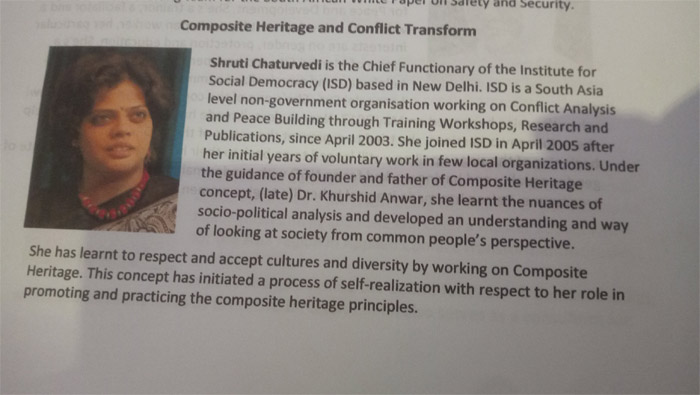 African White Paper on Safety and Security.
Composite Heritage and Conflict Transform
Shruti Chaturvedi is the Chief Functionary of the Institute for
Social Democracy (ISD) based in New Delhi. ISD is a South Asia
level non-government organisation working on Conflict Analysis
and Peace Building through Training Workshops, Research and
Publications, since April 2003. She joined ISD in April 2005 after
her initial years of voluntary work in few local organizations. Under
the guidance of founder and father of Composite Heritage
concept, (late) Dr. Khurshid Anwar, she learnt the nuances of
socio-political analysis and developed an understanding and way
of looking at society from common people's perspective.
She has learnt to respect and accept cultures and diversity by working on Composite
Heritage. This concept has initiated a process of self-realization with respect to her role in
promoting and practicing the composite heritage principles.